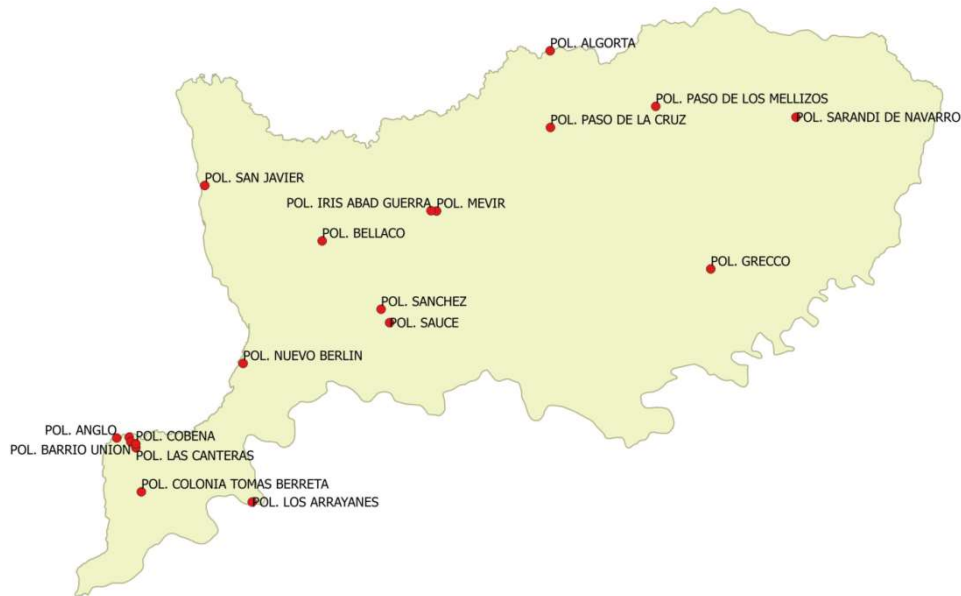 POL. ALGORTA
POL. PASO DE LOS MELLIZOS
POL. SARANDI DE NAVARRO
POL. PASO DE LA CRUZ
POL. SAN JAVIER
POL. IRIS ABAD GUERRA
POL. MEVIR
POL. BELLACO
POL. GRECCO
POL. SANCHEZ
POL. SAUCE
POL. NUEVO BERLIN
POL. ANGLO
POL. COBENA
POL. BARRIO UNION
POL. LAS CANTERAS
POL. COLONIA TOMAS BERRETA
POL. LOS ARRAYANES